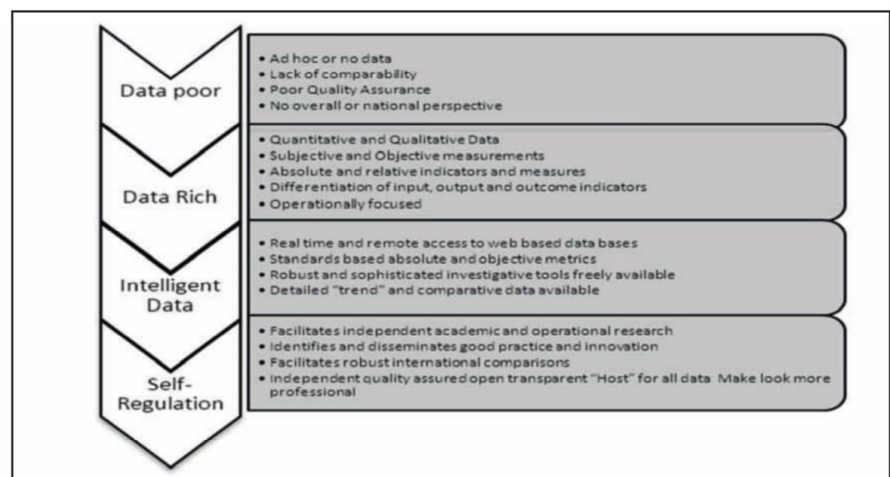 Data poor
• Ad hoc or no data
• Lack of comparability
• Poor Quality Assurance
• No overall or national perspective
Data Rich
• Quantitative and Qualitative Data
• Subjective and Objective measurements
• Absolute and relative indicators and measures
• Differentiation of input, output and outcome indicators
• Operationally focused
Intelligent
Data
• Real time and remote access to web based data bases
• Standards based absolute and objective metrics
• Robust and sophisticated investigative tools freely available
• Detailed "trend" and comparative data available
Self-
Regulation
• Facilitates independent academic and operational research
• Identifies and disseminates good practice and innovation
• Facilitates robust international comparisons
• Independent quality assured open transparent "Host" for all data Make look more
professional